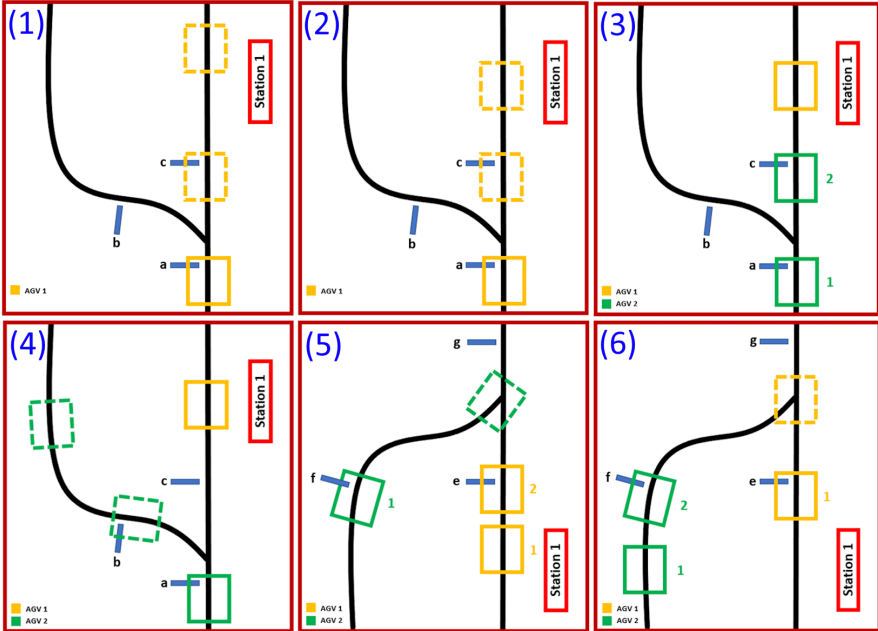 (1)
Station 1
c
b
a
AGV 1
(2)
Station 1
c
b
a
AGV 1
(3)
Station 1
c
2
b
a
1
AGV 1
AGV 2
(4)
Station 1
c
b
a
AGV 1
AGV 2
(5)
g
f
1
e
2
1
Station 1
AGV 1
AGV 2
(6)
g
f
2
e
1
1
Station 1
AGV 1
AGV 2